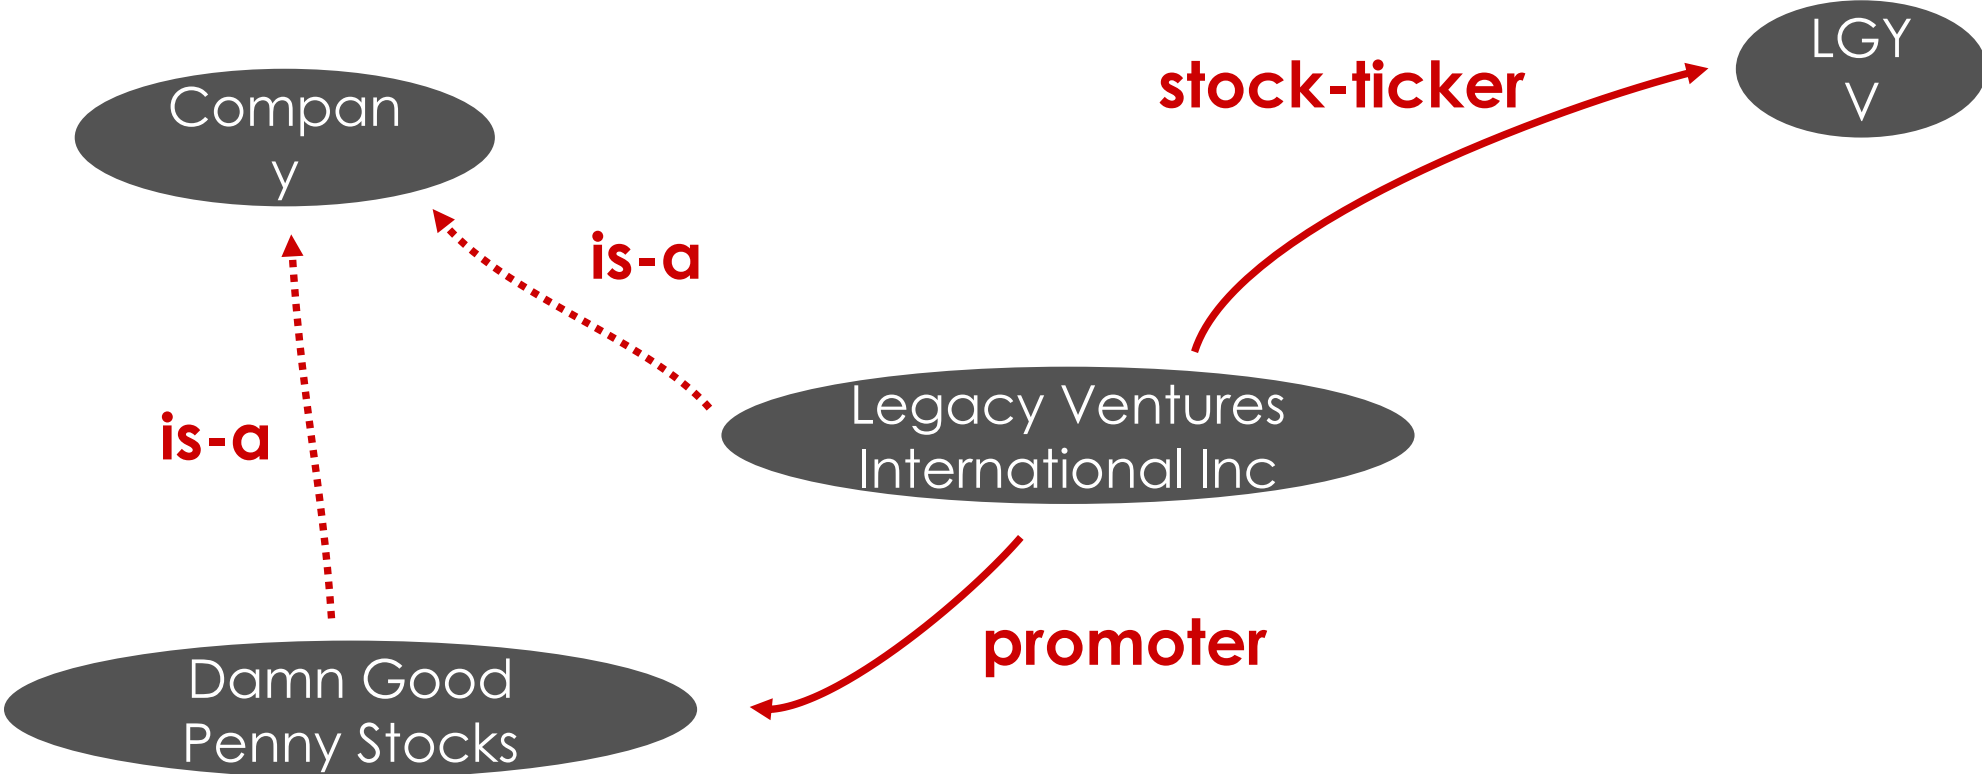 LGY
V
stock-ticker
Compan
y
is-a
Legacy Ventures
International Inc
is-a
promoter
Damn Good
Penny Stocks